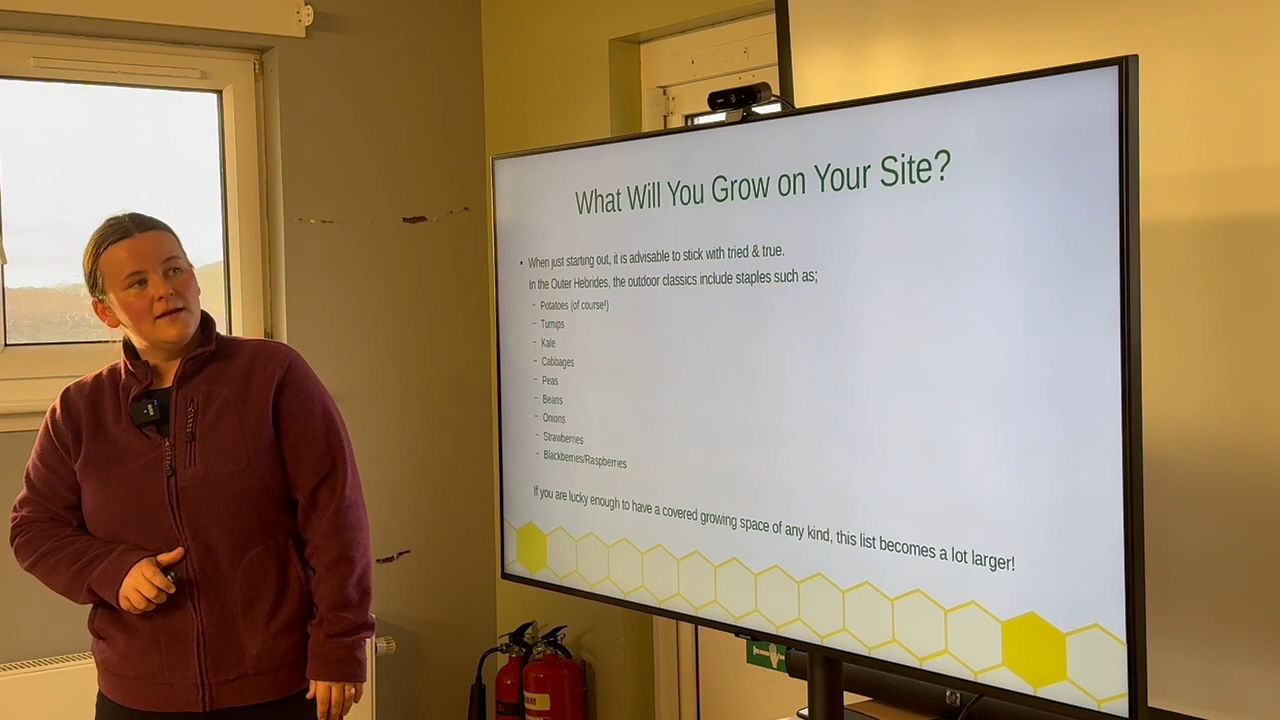 What Will You Grow on Your Site?
• When just starting out, it is advisable to stick with tried & true.
In the Outer Hebrides, the outdoor classics include staples such as;
– Potatoes (of course!)
– Turnips
– Kale
– Cabbages
– Peas
– Beans
– Onions
– Strawberries
– Blackberries/Raspberries
If you are lucky enough to have a covered growing space of any kind, this list becomes a lot larger!